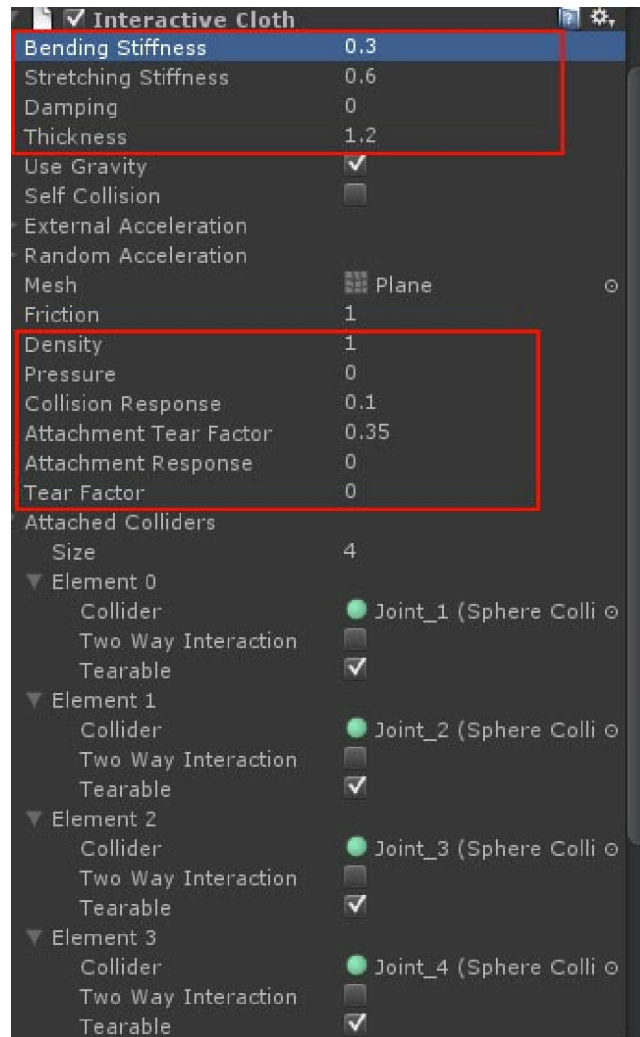 Interactive Cloth
Bending Stiffness 0.3
Stretching Stiffness 0.6
Damping 0
Thickness 1.2
Use Gravity
Self Collision
External Acceleration
Random Acceleration
Mesh Plane
Friction 1
Density 1
Pressure 0
Collision Response 0.1
Attachment Tear Factor 0.35
Attachment Response 0
Tear Factor 0
Attached Colliders
Size 4
Element 0
Collider Joint_1 (Sphere Colli
Two Way Interaction
Tearable
Element 1
Collider Joint_2 (Sphere Colli
Two Way Interaction
Tearable
Element 2
Collider Joint_3 (Sphere Colli
Two Way Interaction
Tearable
Element 3
Collider Joint_4 (Sphere Colli
Two Way Interaction
Tearable